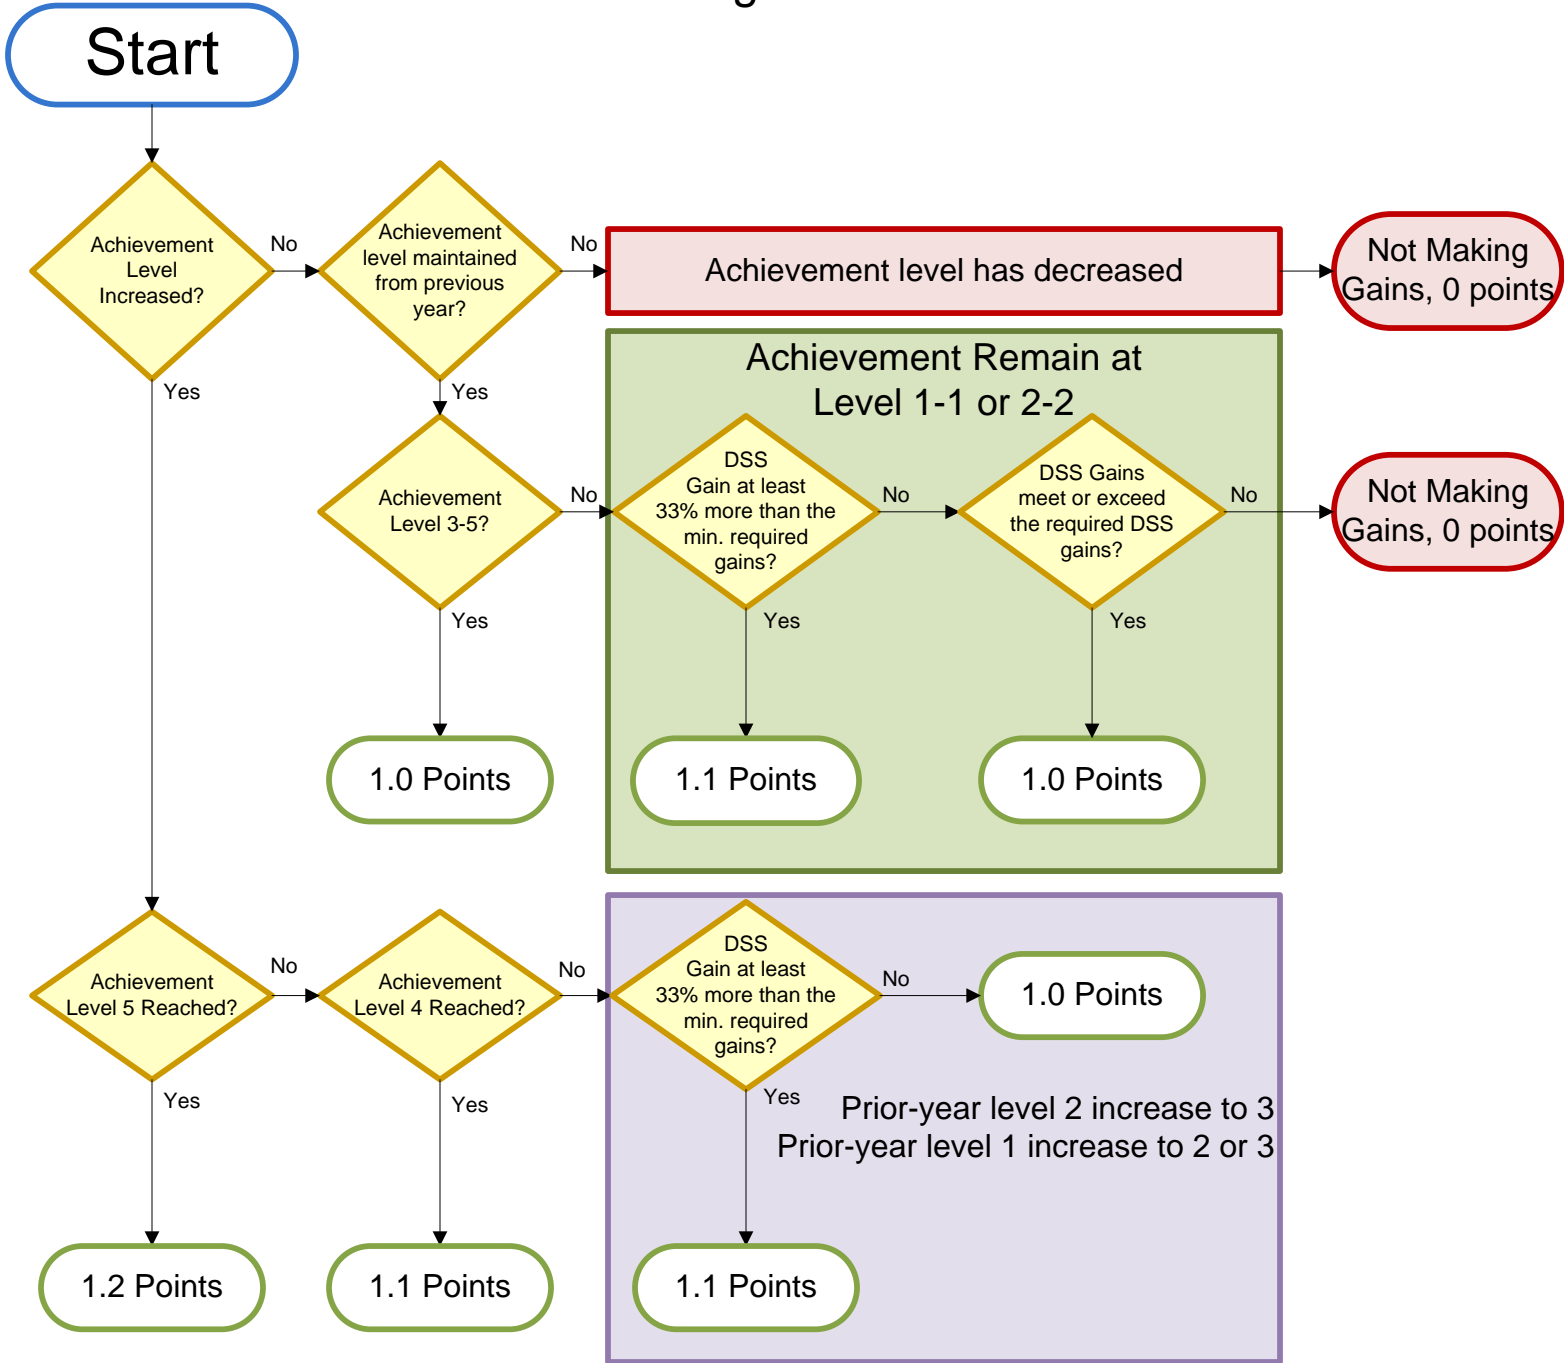 Start
Achievement
Level
Increased?
No
Achievement
level maintained
from previous
year?
No
Achievement level has decreased
Not Making
Gains, 0 points
Yes
Yes
Achievement Remain at
Level 1-1 or 2-2
Achievement
Level 3-5?
No
DSS
Gain at least
33% more than the
min. required
gains?
No
DSS Gains
meet or exceed
the required DSS
gains?
No
Not Making
Gains, 0 points
Yes
Yes
Yes
1.0 Points
1.1 Points
1.0 Points
Achievement
Level 5 Reached?
No
Achievement
Level 4 Reached?
No
DSS
Gain at least
33% more than the
min. required
gains?
No
1.0 Points
Yes
Yes
Yes
Prior-year level 2 increase to 3
Prior-year level 1 increase to 2 or 3
1.2 Points
1.1 Points
1.1 Points